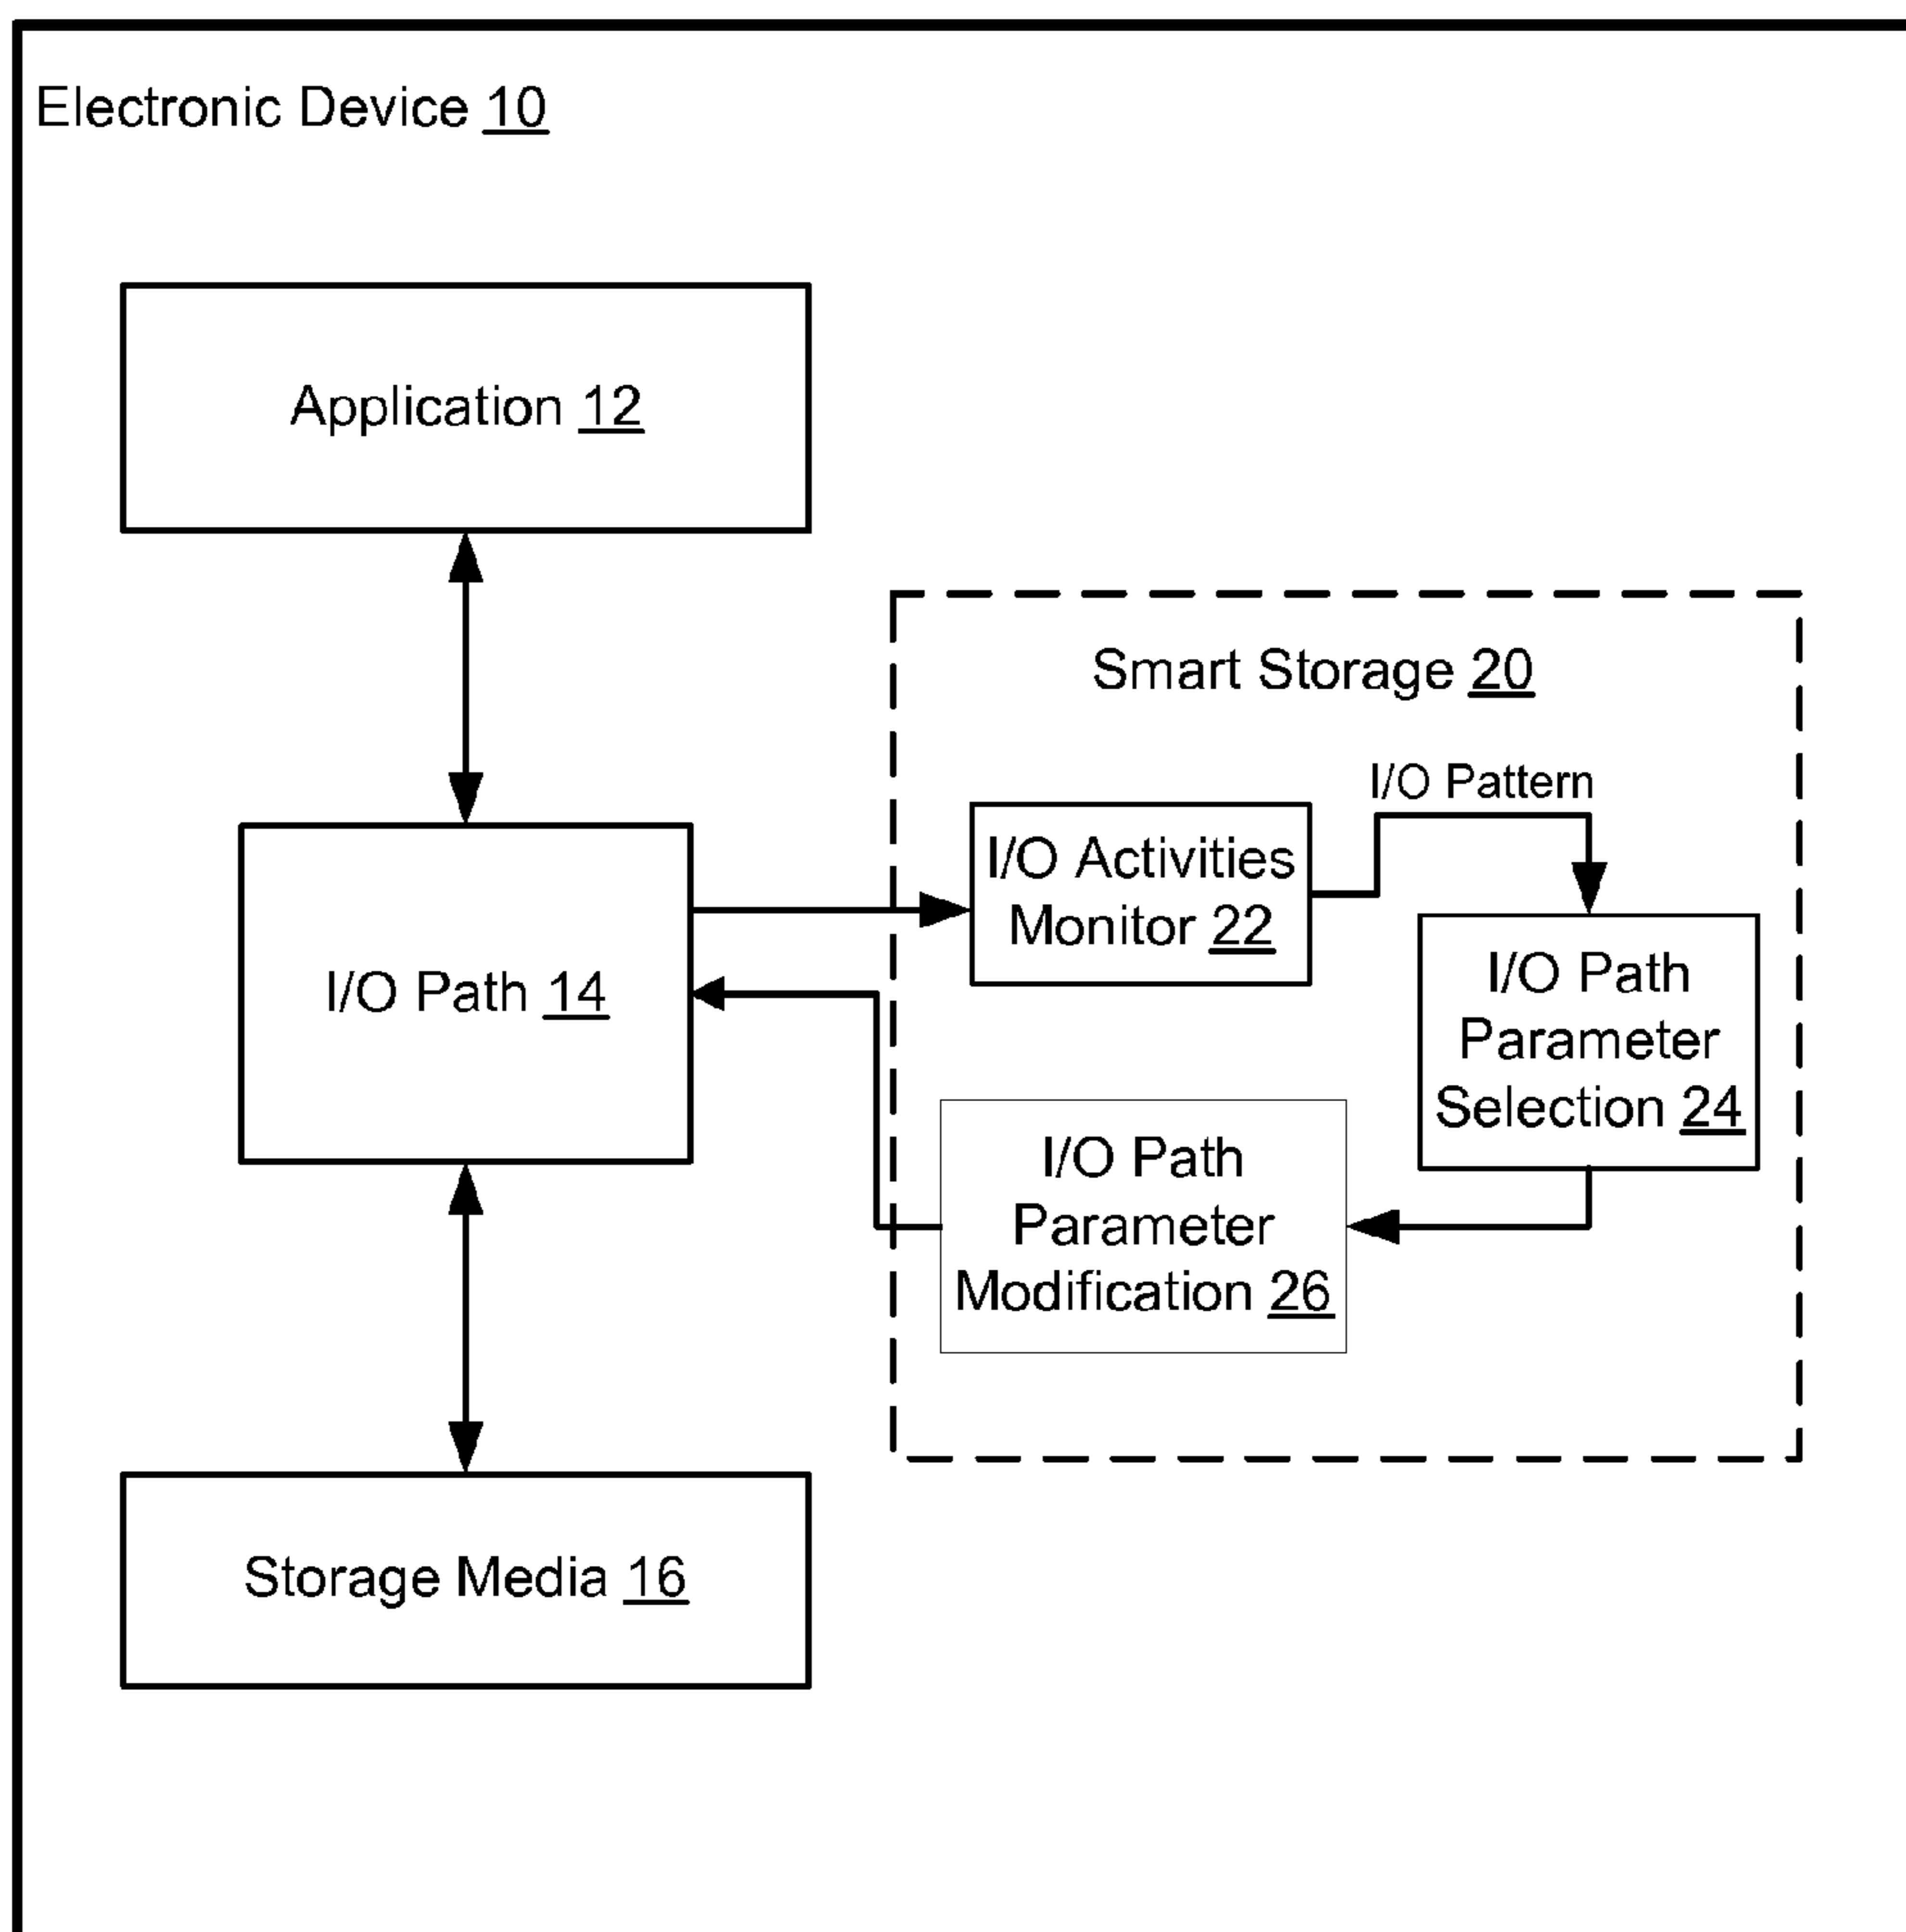 Electronic Device 10
Application 12
Smart Storage 20
I/O Pattern
I/O Activities
Monitor 22
I/O Path
Parameter
Selection 24
I/O Path 14
I/O Path
Parameter
Modification 26
Storage Media 16